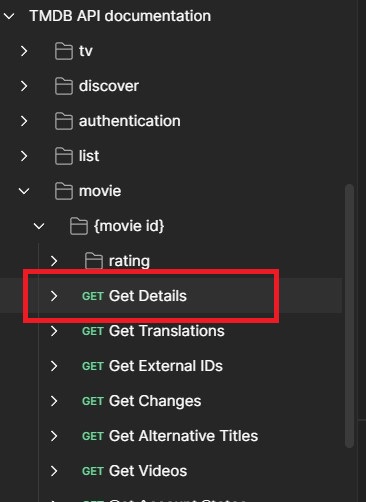 TMDB API documentation
tv
discover
authentication
list
movie
{movie id}
rating
GET Get Details
GET Get Translations
GET Get External IDs
GET Get Changes
GET Get Alternative Titles
GET Get Videos